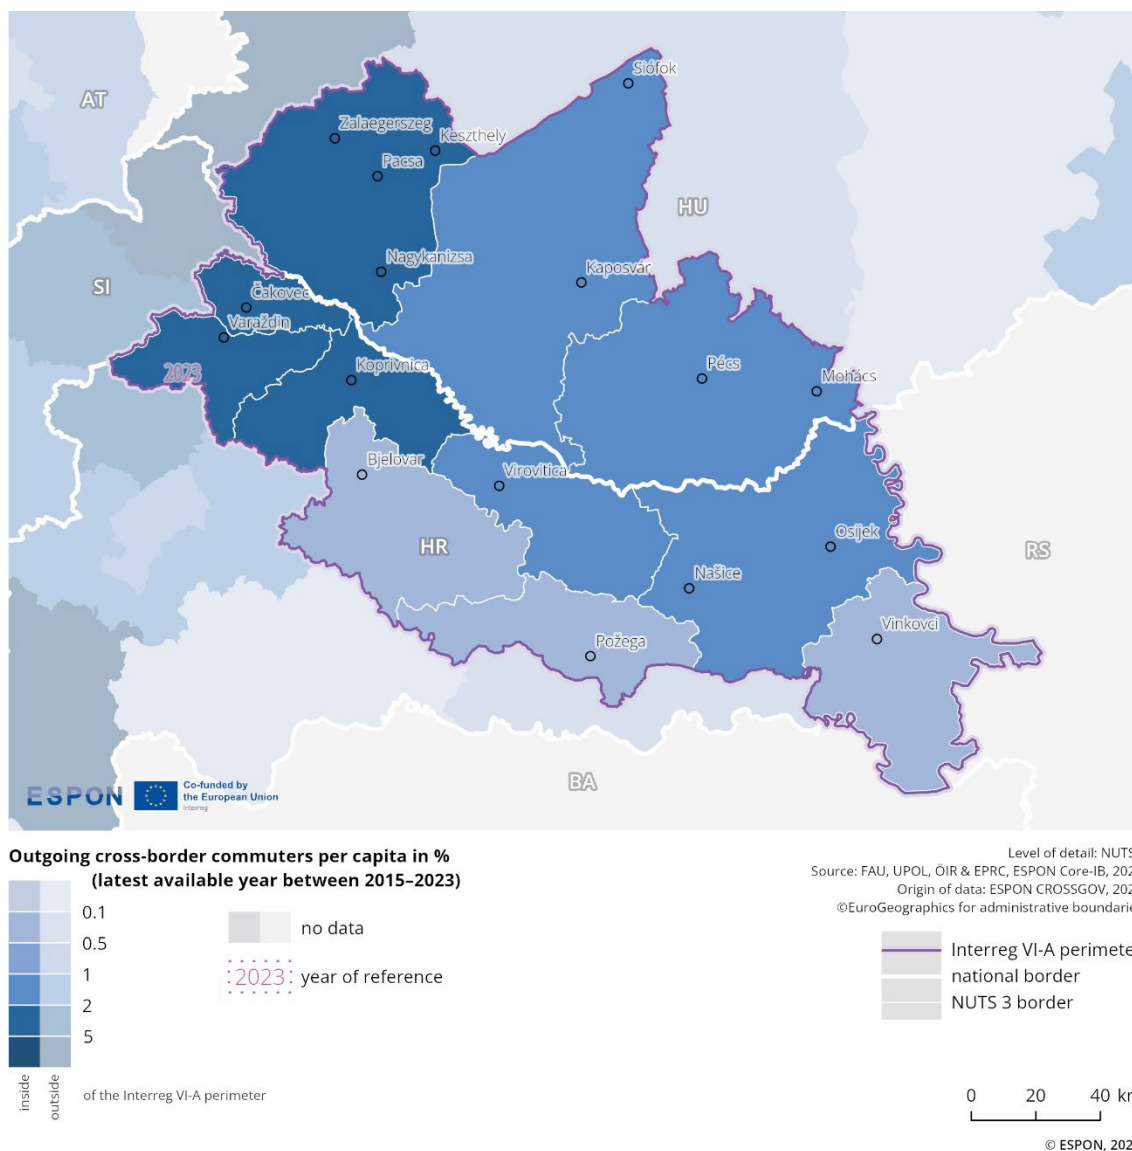 AT
Siófok
Zalaegerszeg
Keszthely
Pacsa
HU
Nagykanizsa
SI
Kaposvár
Čakovec
Varaždin
2023
Koprivnica
Pécs
Mohács
Bjelovar
Virovitica
HR
Osijek
RS
Našice
Vinkovci
Požega
BA
ESPON
Co-funded by
the European Union
Interreg
Outgoing cross-border commuters per capita in %
(latest available year between 2015–2023)
0.1
0.5
1
2
5
inside
outside
of the Interreg VI-A perimeter
no data
2023
year of reference
Level of detail: NUTS
Source: FAU, UPOL, ÖIR & EPRC, ESPON Core-IB, 202
Origin of data: ESPON CROSSGOV, 202
©EuroGeographics for administrative boundarie
Interreg VI-A perimete
national border
NUTS 3 border
0 20 40 k
© ESPON, 202